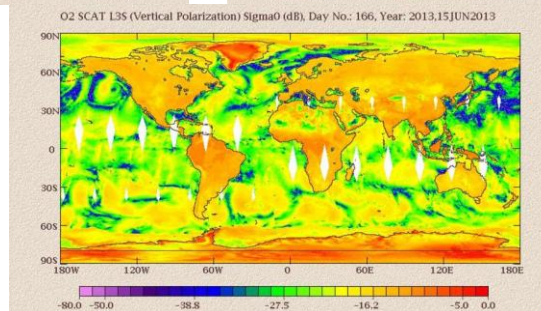 O2 SCAT L3S (Vertical Polarization) Sigma0 (dB), Day No.: 166, Year: 2013,15JUN2013
90N
60N
30N
0
30S
60S
90S
180W 120W 60W 0 60E 120E 180E
-80.0 -50.0 -38.8 -27.5 -16.2 -5.0 0.0